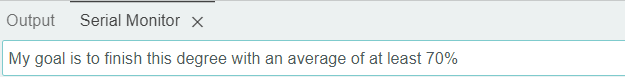 Output Serial Monitor
My goal is to finish this degree with an average of at least 70%